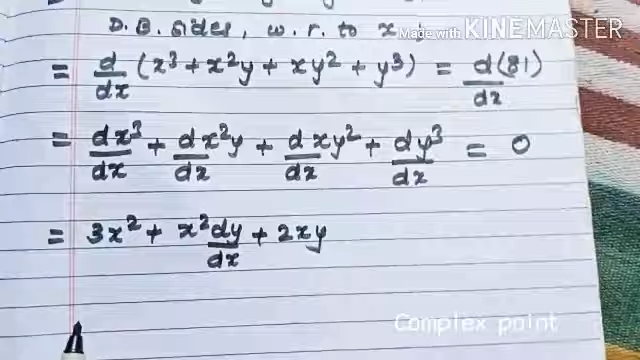 Made with KINEMASTER
D. B. sides, w. r. to x
= d/dx (x³ + x²y + xy² + y³) = d(81)/dx
= dx³/dx + dx²y/dx + dxy²/dx + dy³/dx = 0
= 3x² + x² dy/dx + 2xy
Complex point